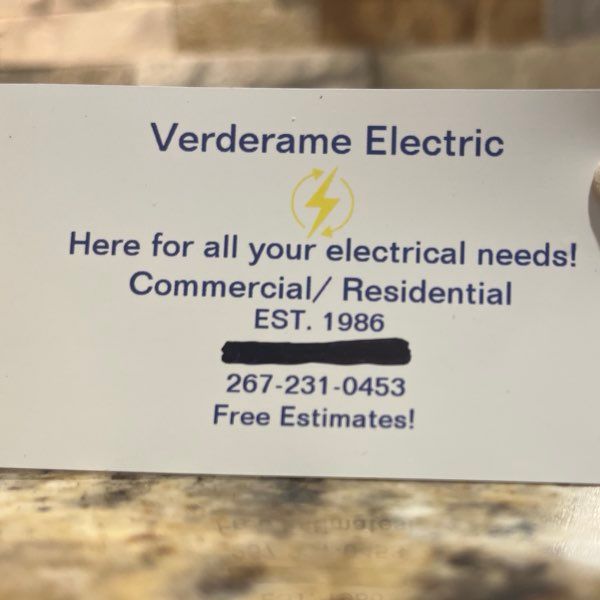 Verderame Electric
Here for all your electrical needs!
Commercial/ Residential
EST. 1986
267-231-0453
Free Estimates!